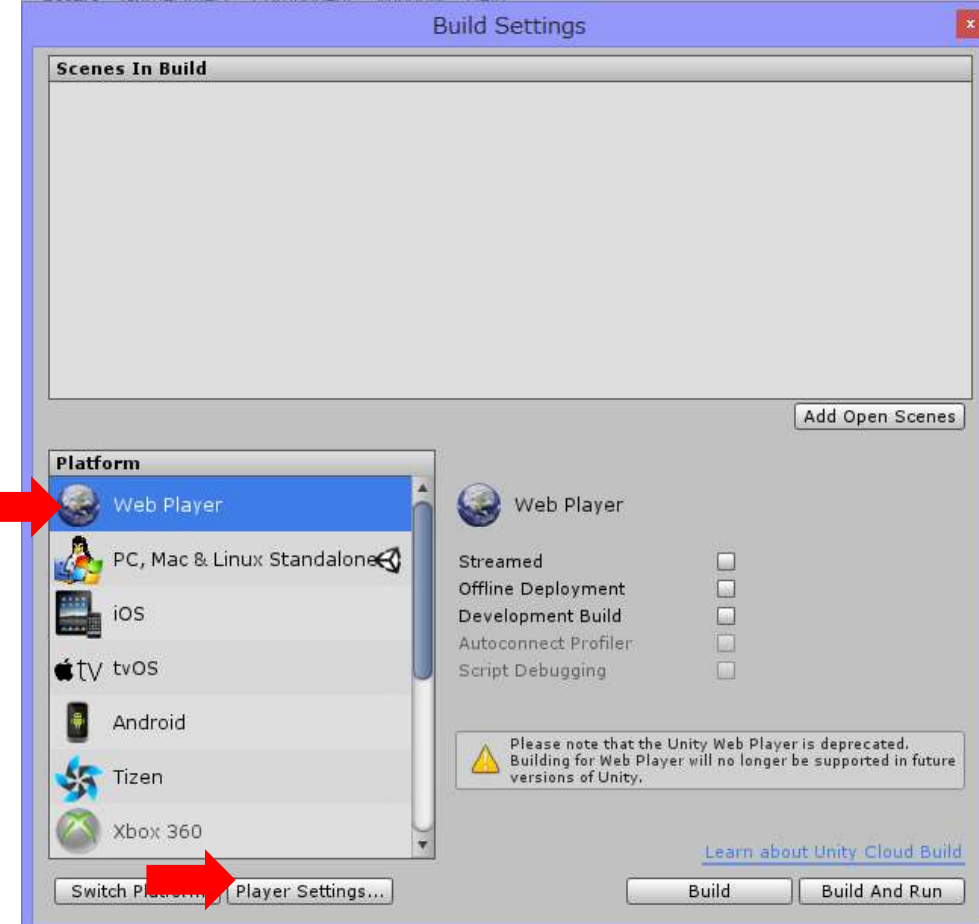 Build Settings
x
Scenes In Build
Add Open Scenes
Platform
Web Player
PC, Mac & Linux Standalone
iOS
tv tvOS
Android
Tizen
Xbox 360
Web Player
Streamed
Offline Deployment
Development Build
Autoconnect Profiler
Script Debugging
Please note that the Unity Web Player is deprecated.
Building for Web Player will no longer be supported in future
versions of Unity.
Learn about Unity Cloud Build
Switch Player Settings...
Build
Build And Run